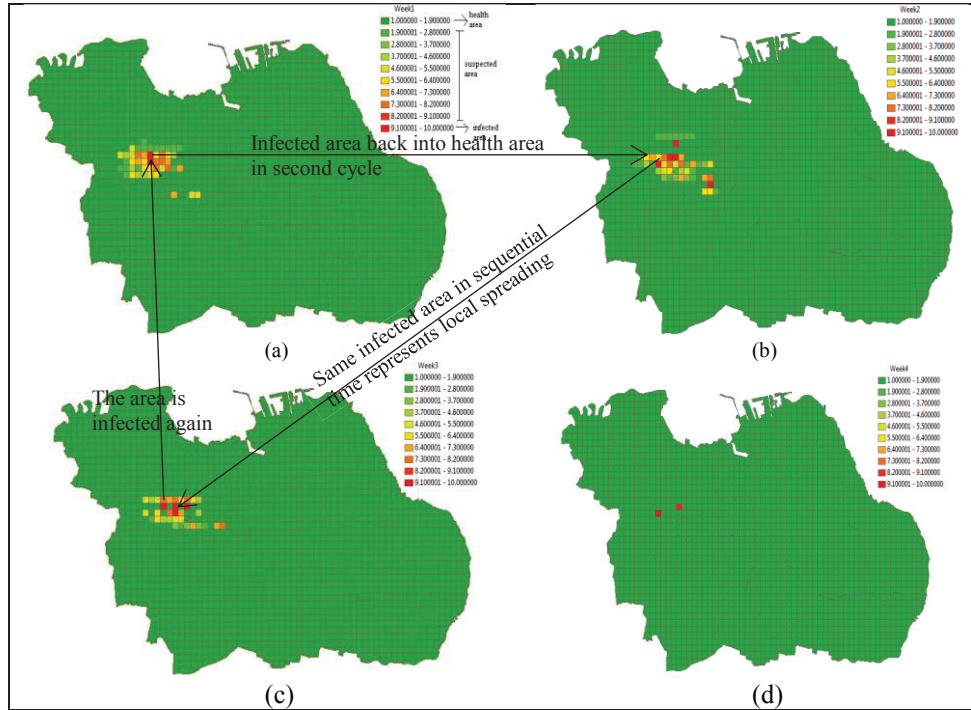 Week1
1.000000 - 1.900000
health
area
1.900001 - 2.800000
2.800001 - 3.700000
3.700001 - 4.600000
4.600001 - 5.500000
suspected
area
5.500001 - 6.400000
6.400001 - 7.300000
7.300001 - 8.200000
8.200001 - 9.100000
9.100001 - 10.000000
infected
area
Week2
1.000000 - 1.900000
1.900001 - 2.800000
2.800001 - 3.700000
3.700001 - 4.600000
4.600001 - 5.500000
5.500001 - 6.400000
6.400001 - 7.300000
7.300001 - 8.200000
8.200001 - 9.100000
9.100001 - 10.000000
Infected area back into health area
in second cycle
Same infected area in sequential
time represents local spreading
(a)
(b)
The area is
infected again
Week3
1.000000 - 1.900000
1.900001 - 2.800000
2.800001 - 3.700000
3.700001 - 4.600000
4.600001 - 5.500000
5.500001 - 6.400000
6.400001 - 7.300000
7.300001 - 8.200000
8.200001 - 9.100000
9.100001 - 10.000000
Week4
1.000000 - 1.900000
1.900001 - 2.800000
2.800001 - 3.700000
3.700001 - 4.600000
4.600001 - 5.500000
5.500001 - 6.400000
6.400001 - 7.300000
7.300001 - 8.200000
8.200001 - 9.100000
9.100001 - 10.000000
(c)
(d)